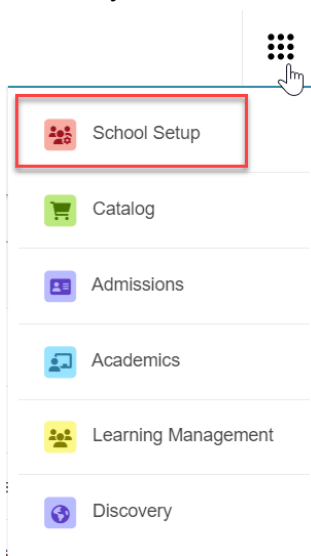 School Setup
Catalog
Admissions
Academics
Learning Management
Discovery